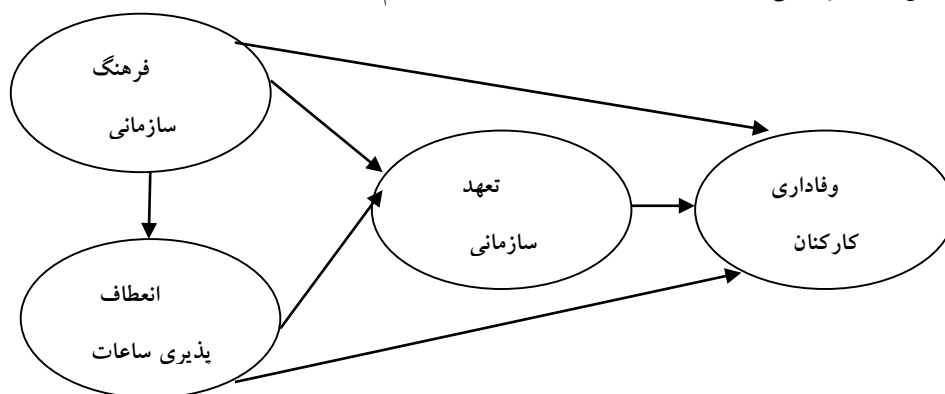 فرهنگ
سازمانی
تعهد
سازمانی
وفاداری
کارکنان
انعطاف
پذیری ساعات